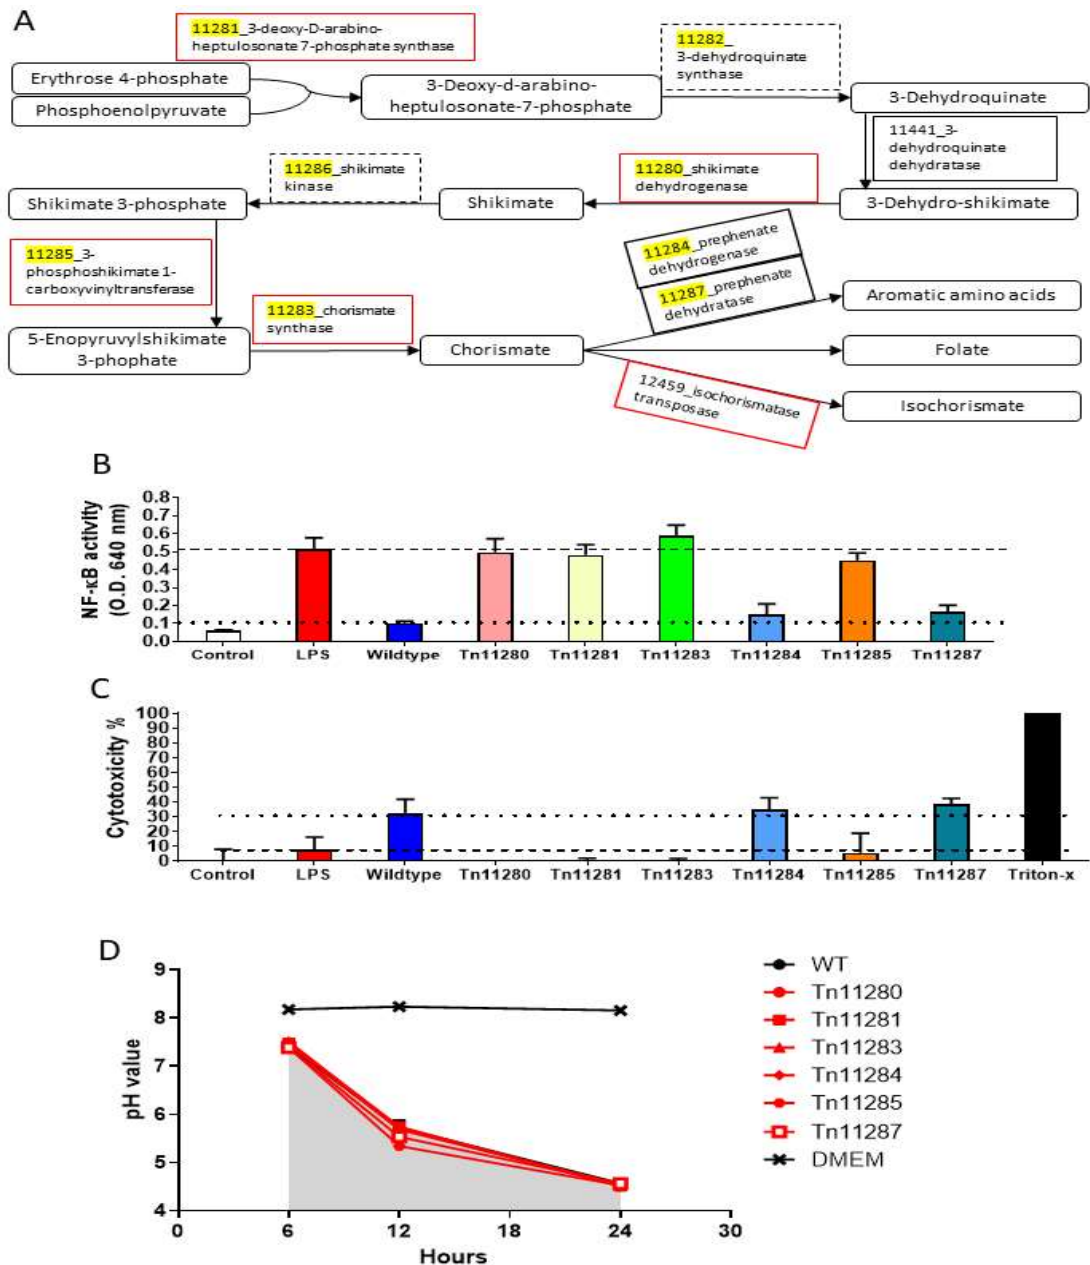 A
11281_3-deoxy-D-arabino-
heptulosonate 7-phosphate synthase
11282_
3-dehydroquinate
synthase
Erythrose 4-phosphate
Phosphoenolpyruvate
3-Deoxy-d-arabino-
heptulosonate-7-phosphate
3-Dehydroquinate
11441_3-
dehydroquinate
dehydratase
11286_shikimate
kinase
11280_shikimate
dehydrogenase
Shikimate 3-phosphate
Shikimate
3-Dehydro-shikimate
11285_3-
phosphoshikimate 1-
carboxyvinyltransferase
11284_prephenate
dehydrogenase
11287_prephenate
dehydratase
11283_chorismate
synthase
Aromatic amino acids
5-Enopyruvylshikimate
3-phophate
Chorismate
Folate
12459_isochorismatase
transposase
Isochorismate
B
NF-κB activity
(O.D. 640 nm)
0.8
0.7
0.6
0.5
0.4
0.3
0.2
0.1
0.0
Control LPS Wildtype Tn11280 Tn11281 Tn11283 Tn11284 Tn11285 Tn11287
C
Cytotoxicity %
100
90
80
70
60
50
40
30
20
10
0
Control LPS Wildtype Tn11280 Tn11281 Tn11283 Tn11284 Tn11285 Tn11287 Triton-x
D
pH value
9
8
7
6
5
4
0 6 12 18 24 30
Hours
WT
Tn11280
Tn11281
Tn11283
Tn11284
Tn11285
Tn11287
DMEM